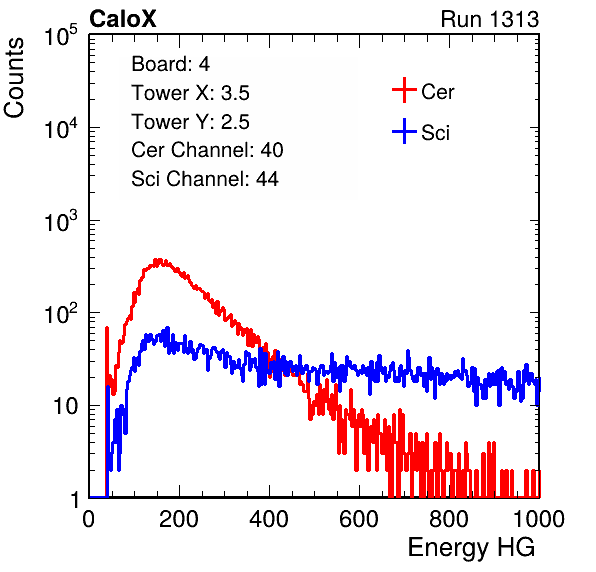 CaloX Run 1313
Board: 4
Tower X: 3.5
Tower Y: 2.5
Cer Channel: 40
Sci Channel: 44
Cer
Sci
Counts
10^5
10^4
10^3
10^2
10
1
0 200 400 600 800 1000
Energy HG